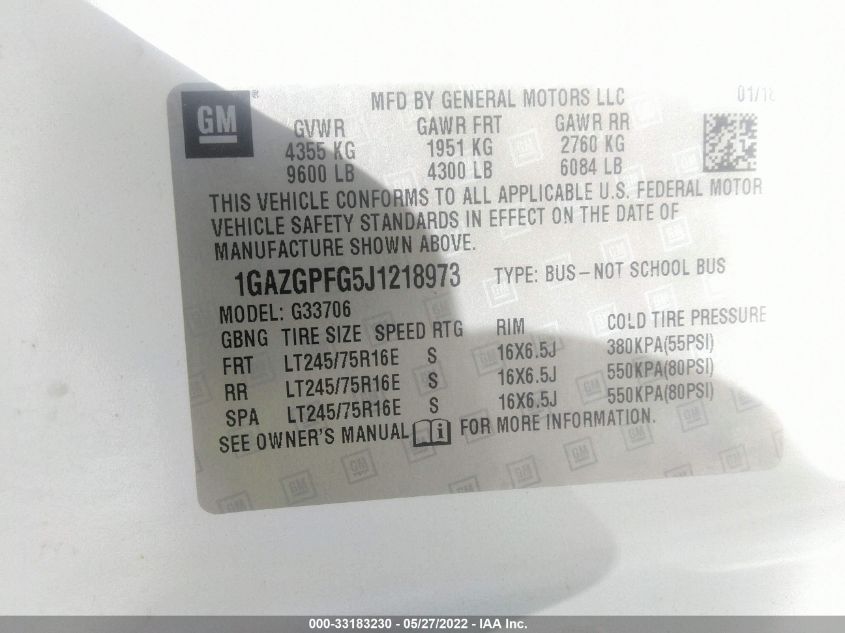 GM ® MFD BY GENERAL MOTORS LLC 01/18
GVWR GAWR FRT GAWR RR
4355 KG 1951 KG 2760 KG
9600 LB 4300 LB 6084 LB
THIS VEHICLE CONFORMS TO ALL APPLICABLE U.S. FEDERAL MOTOR
VEHICLE SAFETY STANDARDS IN EFFECT ON THE DATE OF
MANUFACTURE SHOWN ABOVE.
1GAZGPFG5J1218973 TYPE: BUS-NOT SCHOOL BUS
MODEL: G33706
GBNG TIRE SIZE SPEED RTG RIM COLD TIRE PRESSURE
FRT LT245/75R16E S 16X6.5J 380KPA(55PSI)
RR LT245/75R16E S 16X6.5J 550KPA(80PSI)
SPA LT245/75R16E S 16X6.5J 550KPA(80PSI)
SEE OWNER'S MANUAL i FOR MORE INFORMATION.
000-33183230 - 05/27/2022 - IAAI.com.